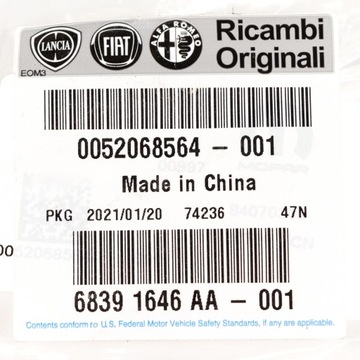 LANCIA FIAT ALFA ROMEO Ricambi
Originali
EOM3
0052068564 - 001
Made in China
PKG 2021/01/20 74236 47N
6839 1646 AA - 001
Contents conform to U. S. Federal Motor Vehicle Safety Standards, if any are applicable.